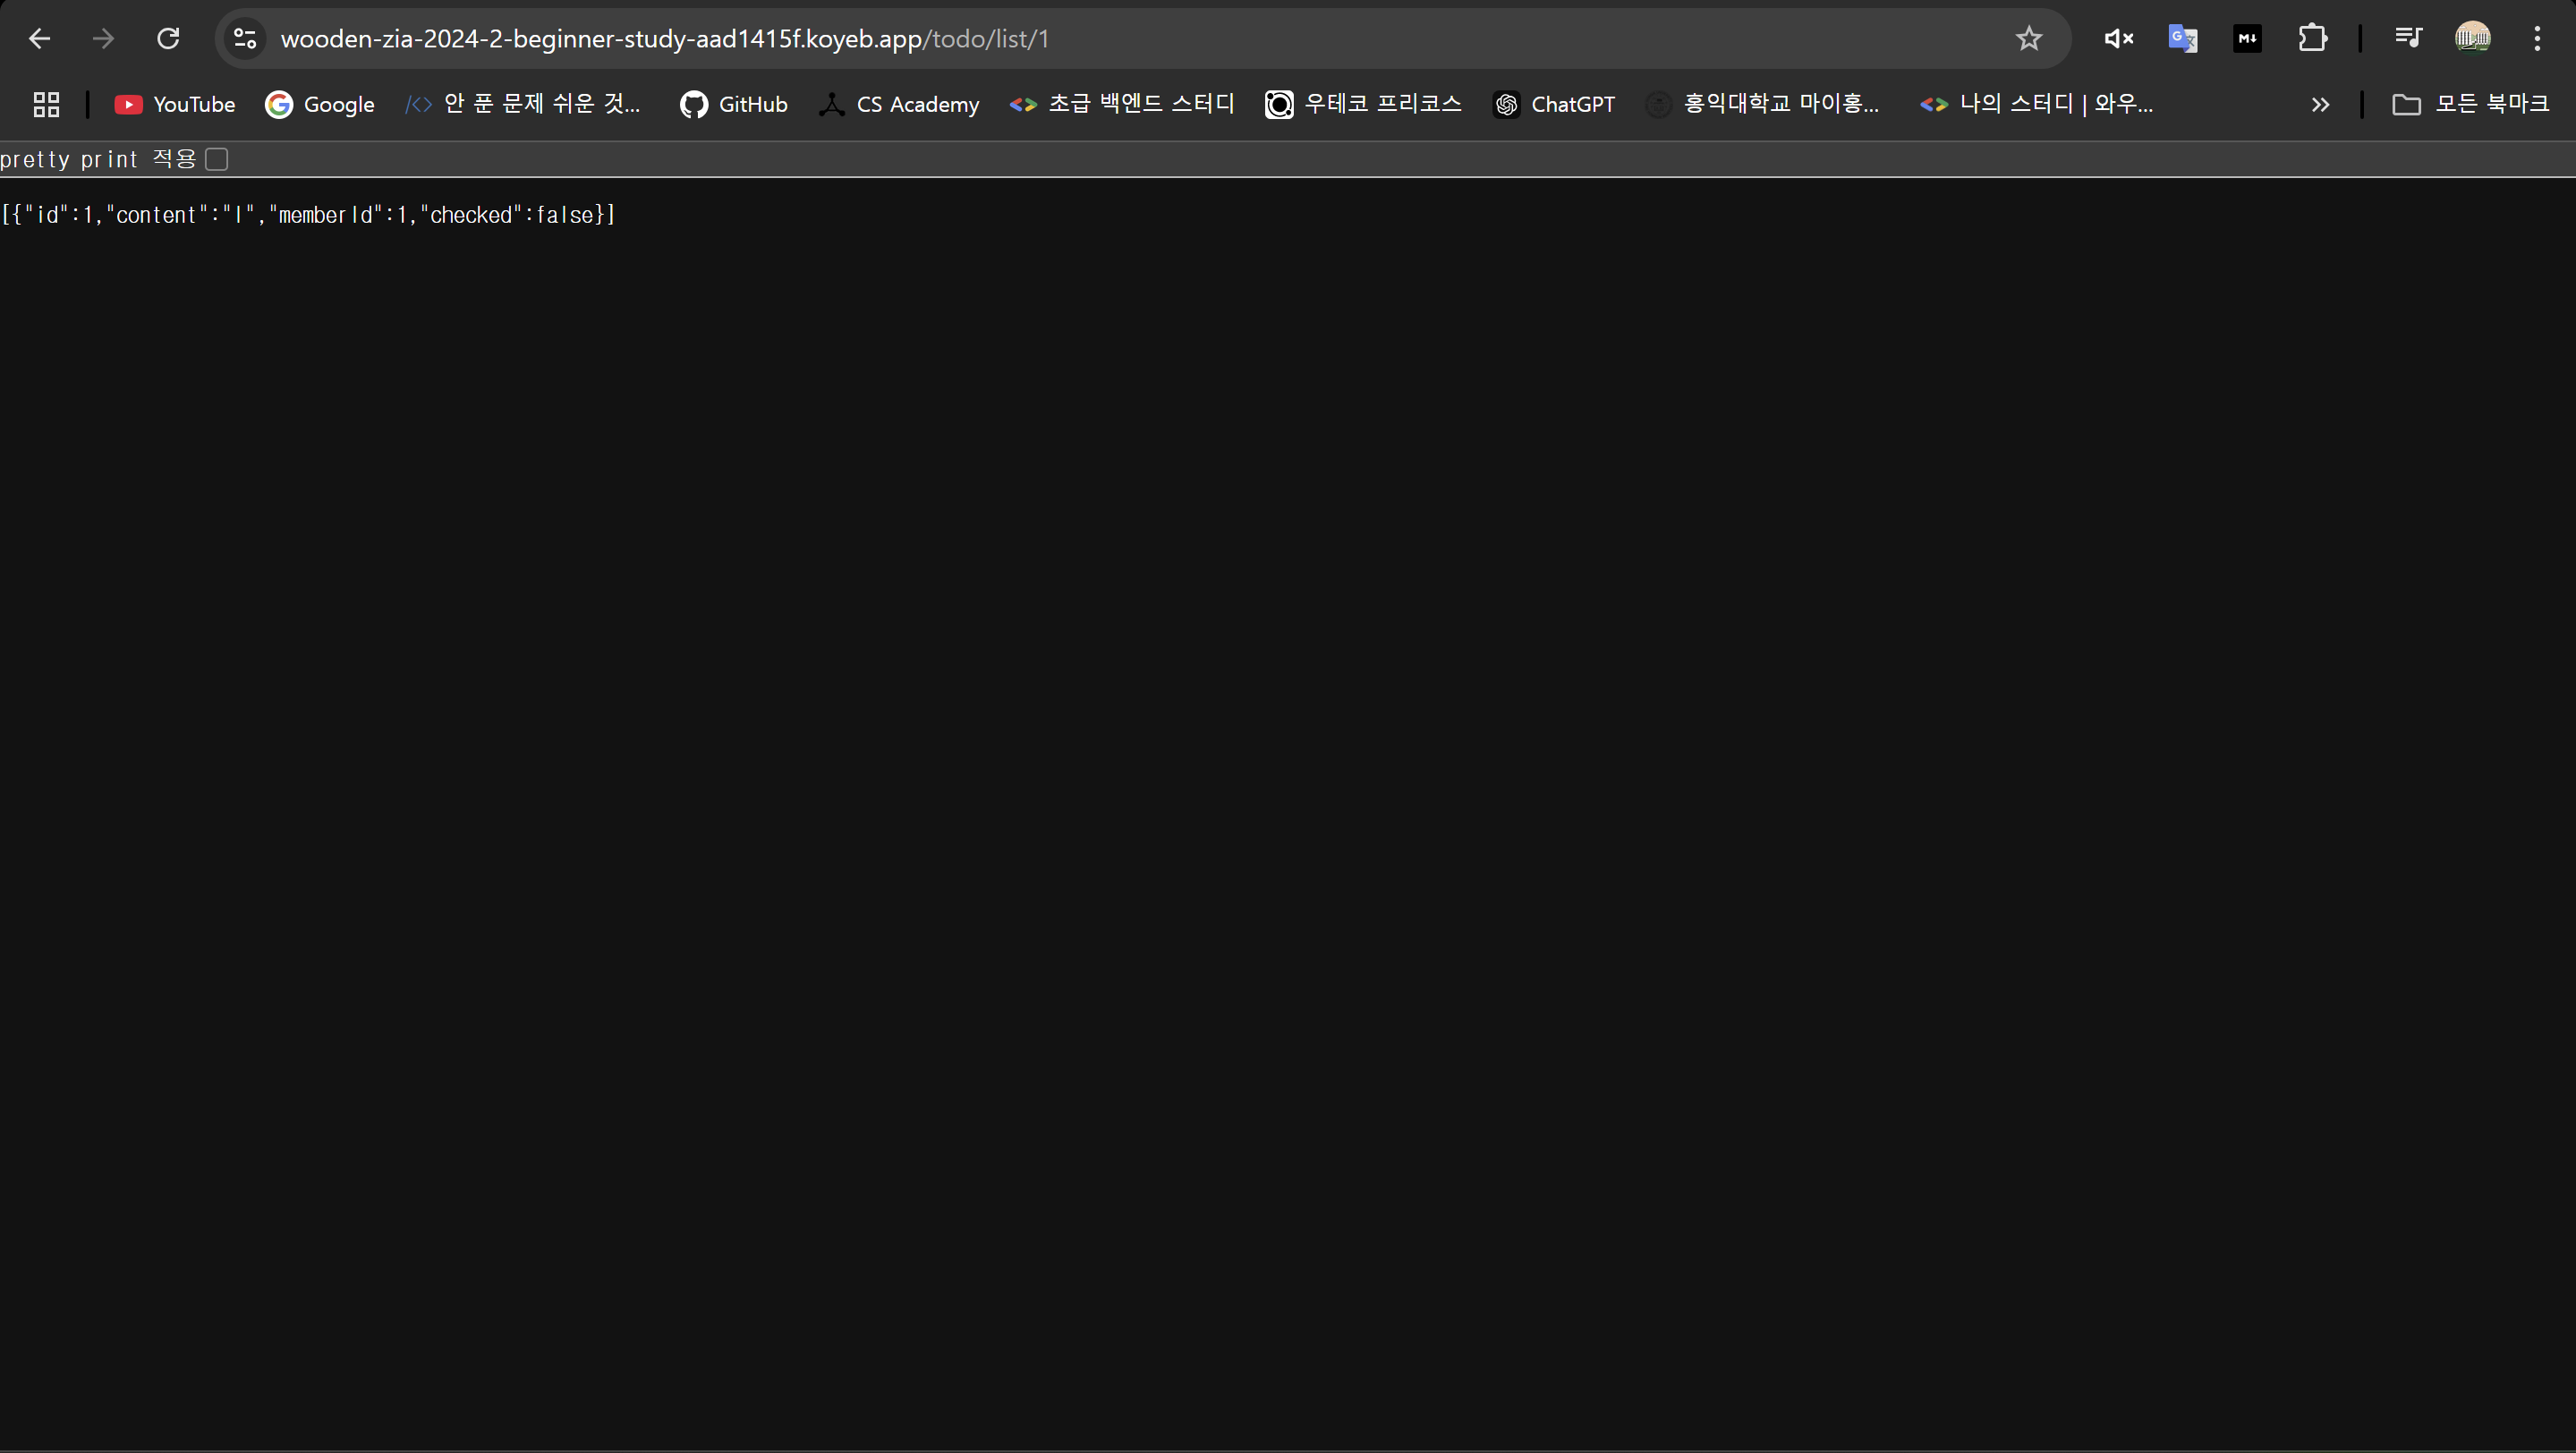 wooden-zia-2024-2-beginner-study-aad1415f.koyeb.app/todo/list/1
YouTube Google 안 푼 문제 쉬운 것... GitHub CS Academy 초급 백엔드 스터디 우테코 프리코스 ChatGPT 홍익대학교 마이홍... 나의 스터디 | 와우... 모든 북마크
pretty print 적용
[{"id":1,"content":"l","memberId":1,"checked":false}]